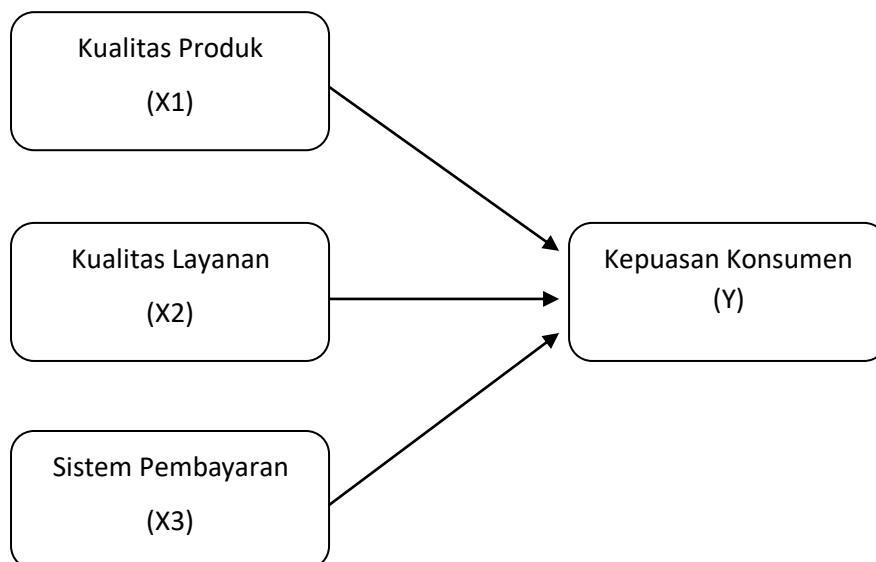 Kualitas Produk
(X1)
Kualitas Layanan
(X2)
Kepuasan Konsumen
(Y)
Sistem Pembayaran
(X3)